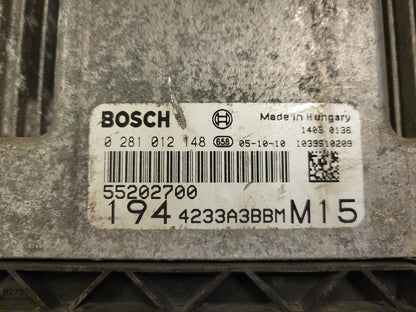 BOSCH
Made in Hungary
1403 0136
0 281 012 148 658 05-10-10 1039S10209
55202700
194 4233A3BBM M15